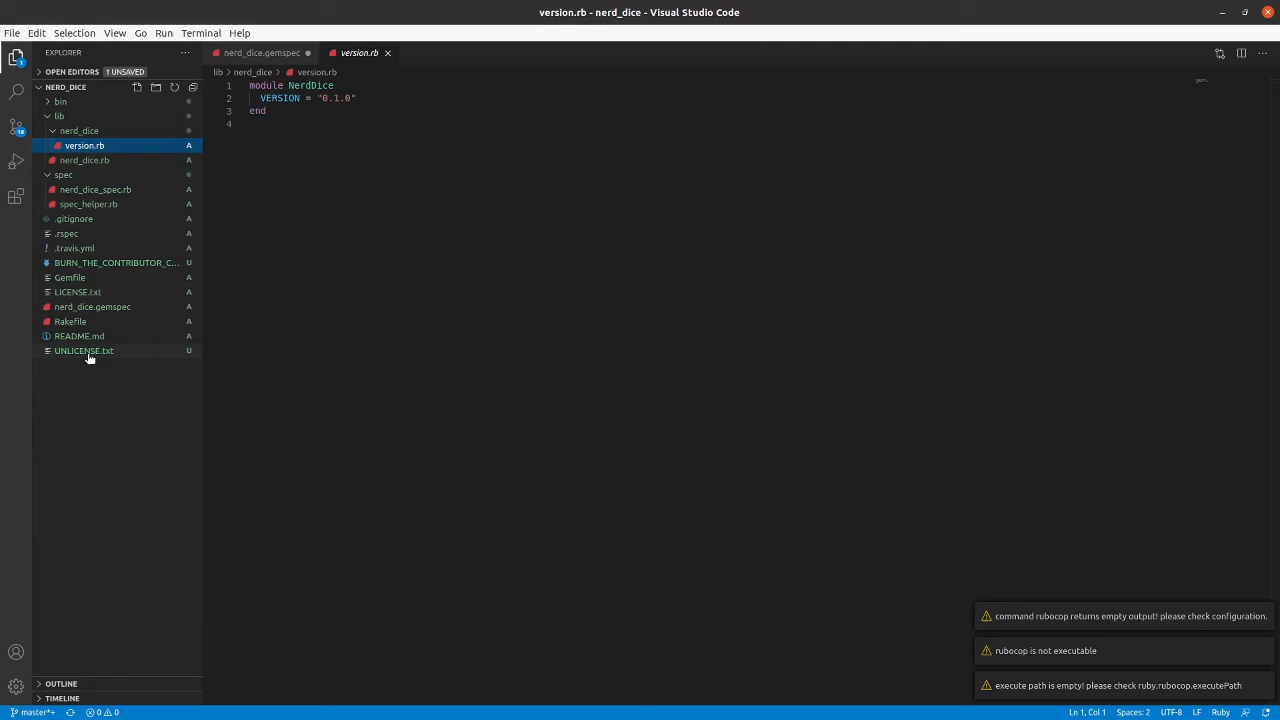 version.rb - nerd_dice - Visual Studio Code
File Edit Selection View Go Run Terminal Help
EXPLORER
nerd_dice.gemspec
version.rb
OPEN EDITORS 1 UNSAVED
lib nerd_dice version.rb
NERD_DICE
bin
lib
nerd_dice
version.rb A
nerd_dice.rb A
spec
nerd_dice_spec.rb A
spec_helper.rb A
.gitignore A
.rspec A
.travis.yml A
BURN_THE_CONTRIBUTOR_C... U
Gemfile A
LICENSE.txt A
nerd_dice.gemspec A
Rakefile A
README.md A
UNLICENSE.txt U
1 module NerdDice
2 VERSION = "0.1.0"
3 end
4
1
16
command rubocop returns empty output! please check configuration.
rubocop is not executable
execute path is empty! please check ruby.rubocop.executePath
OUTLINE
TIMELINE
master*+ 0 0 Ln 1, Col 1 Spaces: 2 UTF-8 LF Ruby